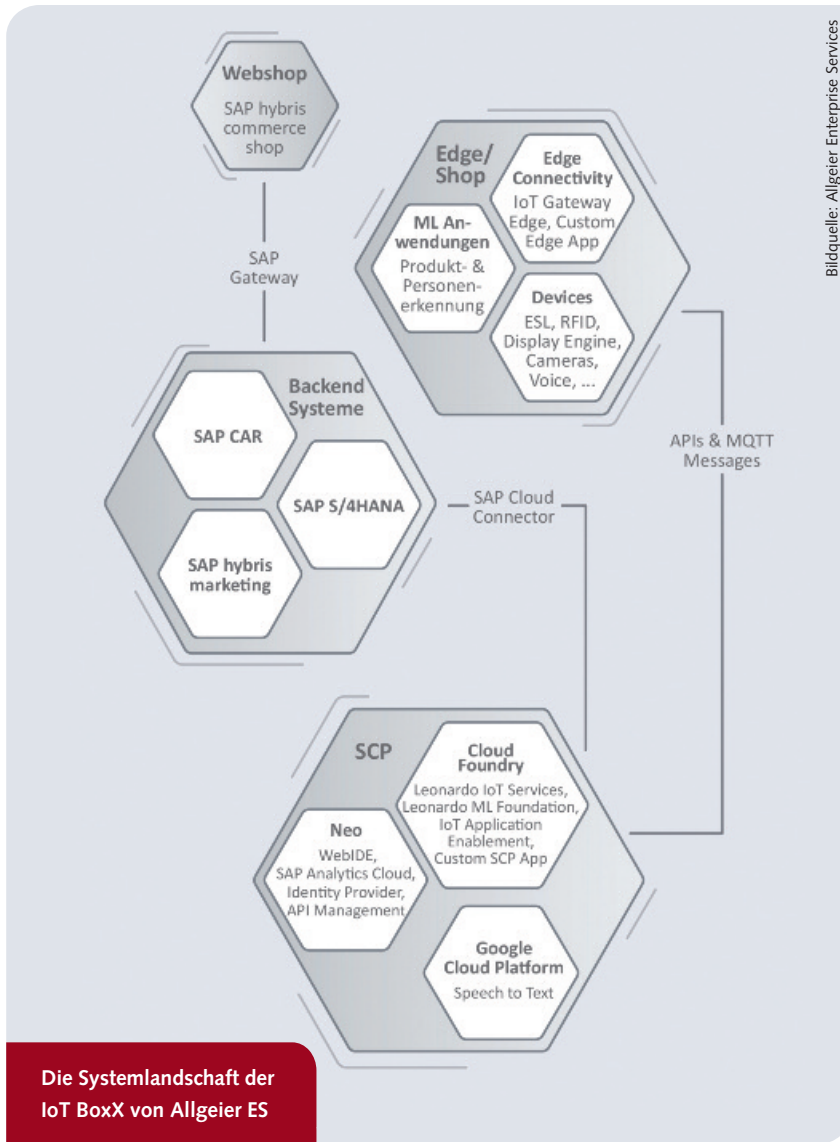 Bildquelle: Allgeier Enterprise Services
Webshop
SAP hybris
commerce
shop
SAP
Gateway
Edge/
Shop
Edge
Connectivity
IoT Gateway
Edge, Custom
Edge App
ML An-
wendungen
Produkt- &
Personen-
erkennung
Devices
ESL, RFID,
Display Engine,
Cameras,
Voice, ...
Backend
Systeme
SAP CAR
SAP S/4HANA
SAP hybris
marketing
APIs & MQTT
Messages
SAP Cloud
Connector
SCP
Cloud
Foundry
Leonardo IoT Services,
Leonardo ML Foundation,
IoT Application
Enablement,
Custom SCP App
Neo
WebIDE,
SAP Analytics Cloud,
Identity Provider,
API Management
Google
Cloud Platform
Speech to Text
Die Systemlandschaft der
IoT BoxX von Allgeier ES